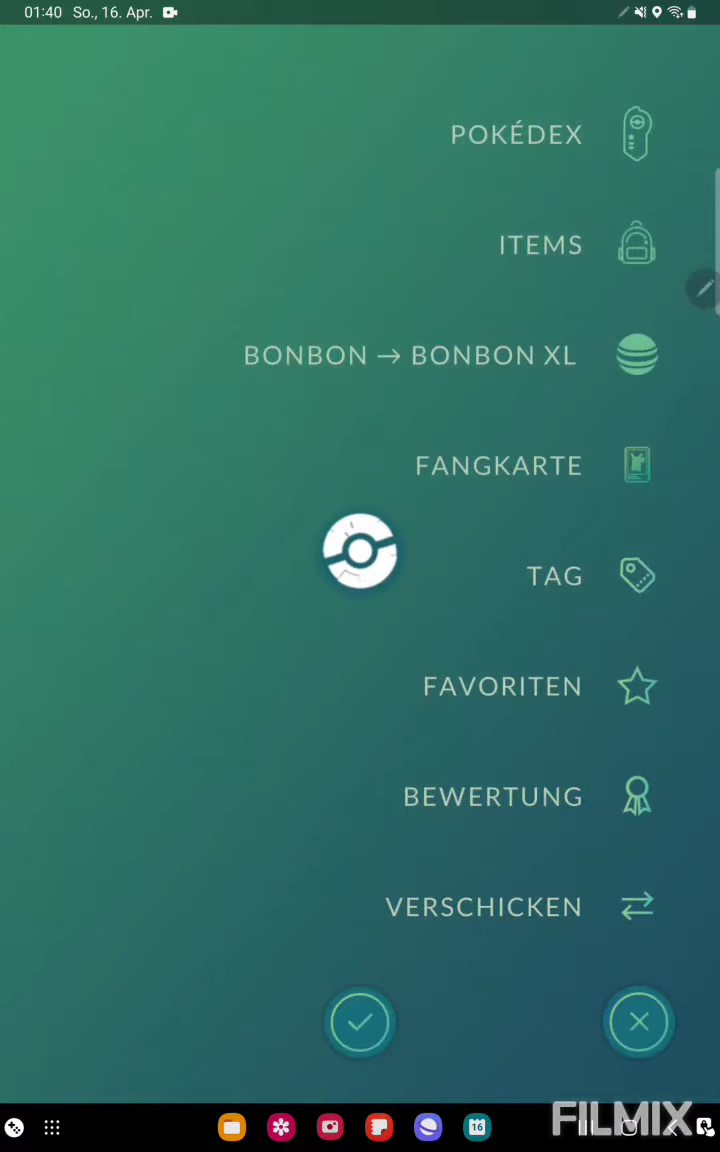 01:40 So., 16. Apr.
POKÉDEX
ITEMS
BONBON → BONBON XL
FANGKARTE
TAG
FAVORITEN
BEWERTUNG
VERSCHICKEN
16
FILMIX